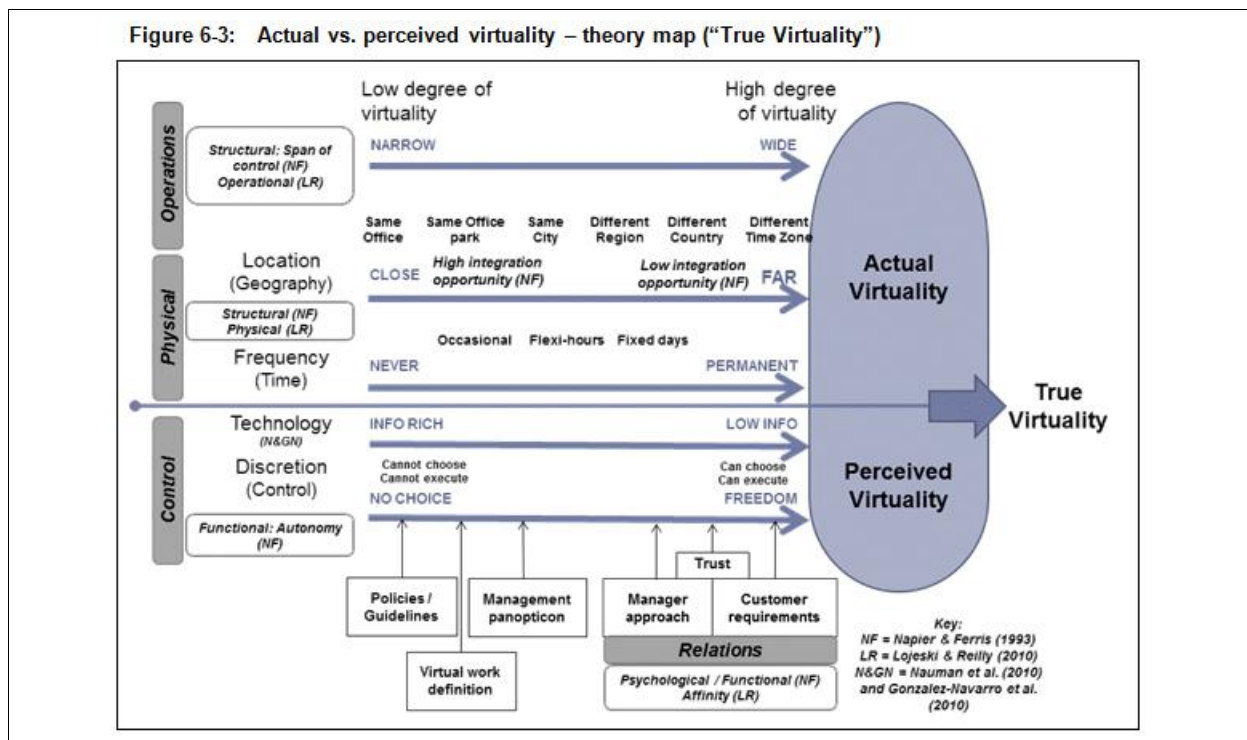 Figure 6-3: Actual vs. perceived virtuality – theory map (“True Virtuality”)
Low degree of
virtuality
High degree
of virtuality
Operations
Structural: Span of
control (NF)
Operational (LR)
NARROW
WIDE
Same
Office
Same Office
park
Same
City
Different
Region
Different
Country
Different
Time Zone
Physical
Location
(Geography)
CLOSE
High integration
opportunity (NF)
Low integration
opportunity (NF)
FAR
Structural (NF)
Physical (LR)
Frequency
(Time)
Occasional
Flexi-hours
Fixed days
NEVER
PERMANENT
Actual
Virtuality
True
Virtuality
Control
Technology
(N&GN)
INFO RICH
LOW INFO
Discretion
(Control)
Cannot choose
Cannot execute
Can choose
Can execute
NO CHOICE
FREEDOM
Perceived
Virtuality
Functional: Autonomy
(NF)
Policies /
Guidelines
Virtual work
definition
Management
panopticon
Trust
Manager
approach
Customer
requirements
Relations
Psychological / Functional (NF)
Affinity (LR)
Key:
NF = Napier & Ferris (1993)
LR = Lojeski & Reilly (2010)
N&GN = Nauman et al. (2010)
and Gonzalez-Navarro et al.
(2010)